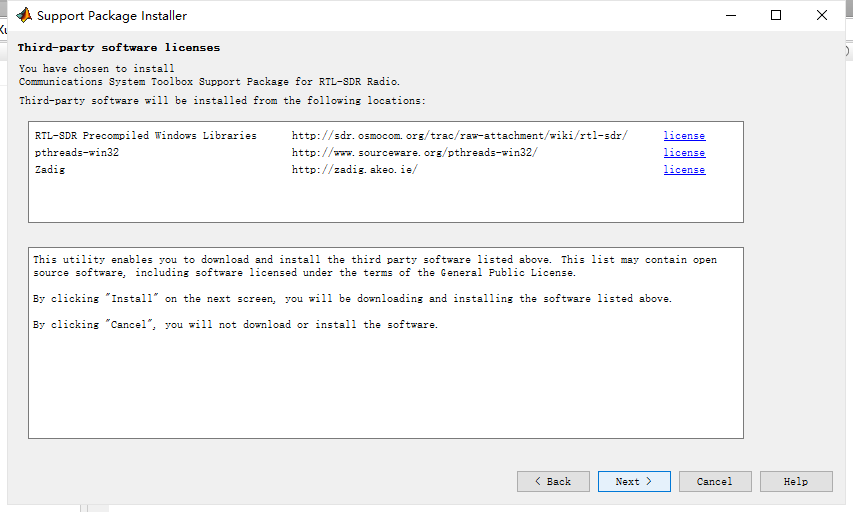 Support Package Installer
Third-party software licenses
You have chosen to install
Communications System Toolbox Support Package for RTL-SDR Radio.
Third-party software will be installed from the following locations:
RTL-SDR Precompiled Windows Libraries http://sdr.osmocom.org/trac/raw-attachment/wiki/rtl-sdr/ license
pthreads-win32 http://www.sourceware.org/pthreads-win32/ license
Zadig http://zadig.akeo.ie/ license
This utility enables you to download and install the third party software listed above. This list may contain open
source software, including software licensed under the terms of the General Public License.
By clicking "Install" on the next screen, you will be downloading and installing the software listed above.
By clicking "Cancel", you will not download or install the software.
< Back Next > Cancel Help